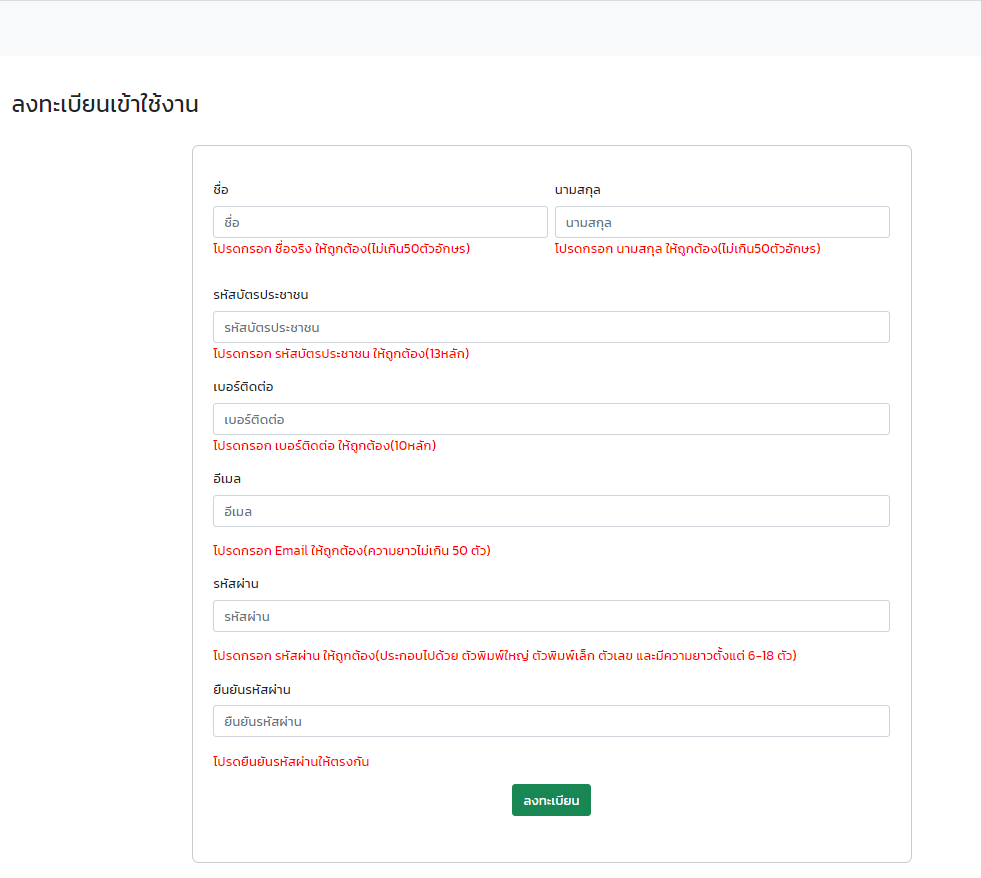 ลงทะเบียนเข้าใช้งาน
ชื่อ นามสกุล
ชื่อ นามสกุล
โปรดกรอก ชื่อจริง ให้ถูกต้อง(ไม่เกิน50ตัวอักษร) โปรดกรอก นามสกุล ให้ถูกต้อง(ไม่เกิน50ตัวอักษร)
รหัสบัตรประชาชน
รหัสบัตรประชาชน
โปรดกรอก รหัสบัตรประชาชน ให้ถูกต้อง(13หลัก)
เบอร์ติดต่อ
เบอร์ติดต่อ
โปรดกรอก เบอร์ติดต่อ ให้ถูกต้อง(10หลัก)
อีเมล
อีเมล
โปรดกรอก Email ให้ถูกต้อง(ความยาวไม่เกิน 50 ตัว)
รหัสผ่าน
รหัสผ่าน
โปรดกรอก รหัสผ่าน ให้ถูกต้อง(ประกอบไปด้วย ตัวพิมพ์ใหญ่ ตัวพิมพ์เล็ก ตัวเลข และมีความยาวตั้งแต่ 6-18 ตัว)
ยืนยันรหัสผ่าน
ยืนยันรหัสผ่าน
โปรดยืนยันรหัสผ่านให้ตรงกัน
ลงทะเบียน